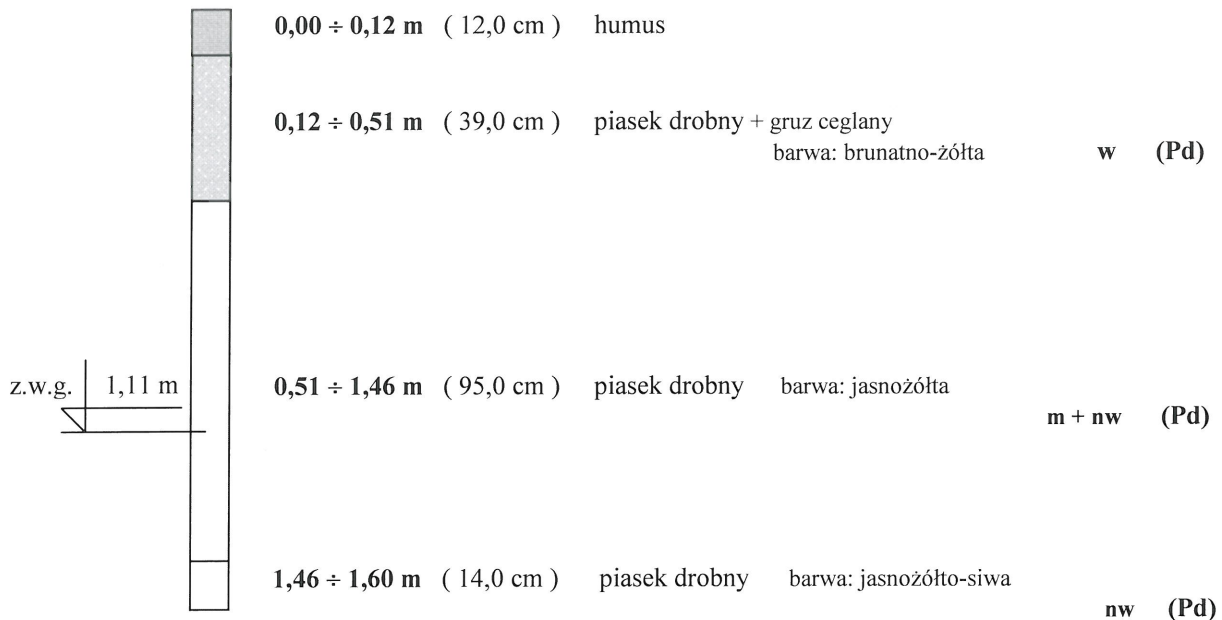 0,00 ÷ 0,12 m ( 12,0 cm ) humus
0,12 ÷ 0,51 m ( 39,0 cm ) piasek drobny + gruz ceglany
barwa: brunatno-żółta w (Pd)
z.w.g. 1,11 m 0,51 ÷ 1,46 m ( 95,0 cm ) piasek drobny barwa: jasnożółta
m + nw (Pd)
1,46 ÷ 1,60 m ( 14,0 cm ) piasek drobny barwa: jasnożółto-siwa
nw (Pd)